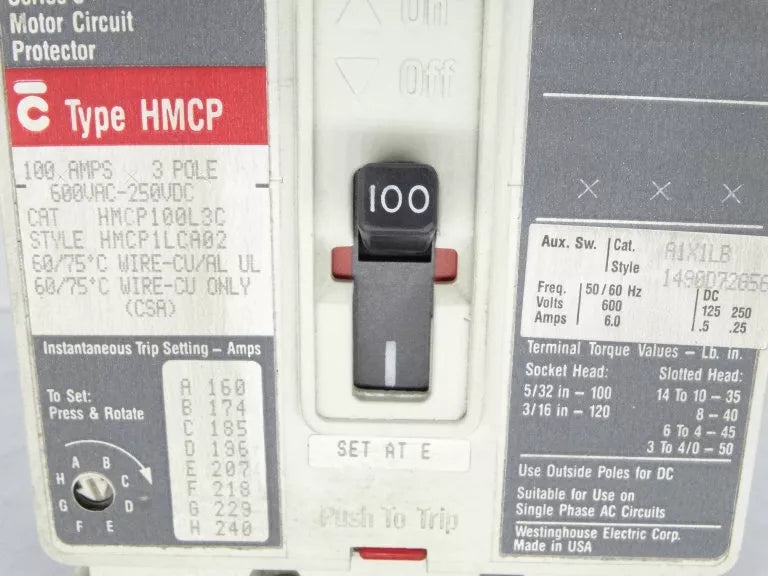 Motor Circuit
Protector
Type HMCP
100 AMPS 3 POLE
600VAC-250VDC
CAT HMCP100L3C
STYLE HMCP1LCA02
60/75°C WIRE-CU/AL UL
60/75°C WIRE-CU ONLY
(CSA)
Instantaneous Trip Setting – Amps
To Set:
Press & Rotate
A B C D E F G H
A 160
B 174
C 185
D 196
E 207
F 218
G 229
H 240
On
Off
100
SET AT E
Push To Trip
Aux. Sw. Cat. A1X1LB
Style
Freq. 50/60 Hz DC
Volts 600 125 250
Amps 6.0 .5 .25
Terminal Torque Values – Lb. in.
Socket Head: Slotted Head:
5/32 in – 100 14 To 10 – 35
3/16 in – 120 8 – 40
6 To 4 – 45
3 To 4/0 – 50
Use Outside Poles for DC
Suitable for Use on
Single Phase AC Circuits
Westinghouse Electric Corp.
Made in USA